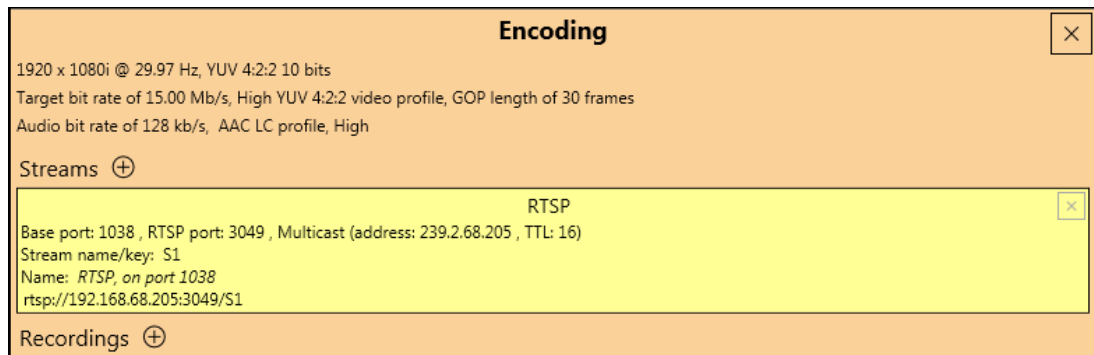 Encoding
1920 x 1080i @ 29.97 Hz, YUV 4:2:2 10 bits
Target bit rate of 15.00 Mb/s, High YUV 4:2:2 video profile, GOP length of 30 frames
Audio bit rate of 128 kb/s,  AAC LC profile, High
Streams
RTSP
Base port: 1038 , RTSP port: 3049 , Multicast (address: 239.2.68.205 , TTL: 16)
Stream name/key:  S1
Name:  RTSP, on port 1038
rtsp://192.168.68.205:3049/S1
Recordings